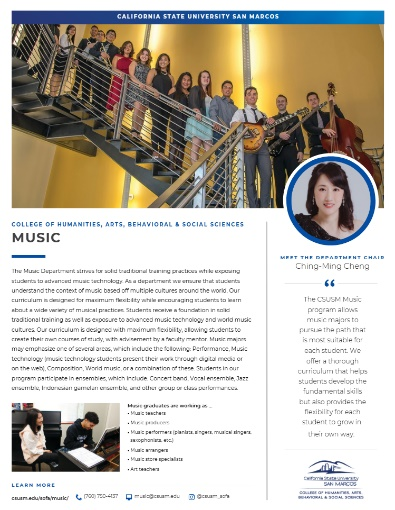 CALIFORNIA STATE UNIVERSITY SAN MARCOS
COLLEGE OF HUMANITIES, ARTS, BEHAVIORAL & SOCIAL SCIENCES
MUSIC
The Music Department strives for solid traditional training practices while exposing
students to advanced music technology. As a department we ensure that students
understand the context of music based off multiple cultures around the world. Our
curriculum is designed for maximum flexibility while encouraging students to learn
about a wide variety of musical practices. Students receive a foundation in solid
traditional training as well as exposure to advanced music technology and world music
cultures. Our curriculum is designed with maximum flexibility, allowing students to
create their own courses of study, with advisement by a faculty mentor. Music majors
may emphasize one of several areas, which include the following: Performance, Music
technology (music technology students present their work through digital media or
on the web), Composition, World music, or a combination of these. Students in our
program participate in ensembles, which include: Concert band, Vocal ensemble, Jazz
ensemble, Indonesian gamelan ensemble, and other group or class performances.
Music graduates are working as ...
• Music teachers
• Music producers
• Music performers (pianists, singers, musical singers,
saxophonists, etc.)
• Music arrangers
• Music store specialists
• Art teachers
LEARN MORE
csusm.edu/sofa/music/ (760) 750-4137 music@csusm.edu @csusm_sofa
MEET THE DEPARTMENT CHAIR
Ching-Ming Cheng
“
The CSUSM Music
program allows
music majors to
pursue the path that
is most suitable for
each student. We
offer a thorough
curriculum that helps
students develop the
fundamental skills
but also provides the
flexibility for each
student to grow in
their own way.
California State University
SAN MARCOS
COLLEGE OF HUMANITIES, ARTS,
BEHAVIORAL & SOCIAL SCIENCES